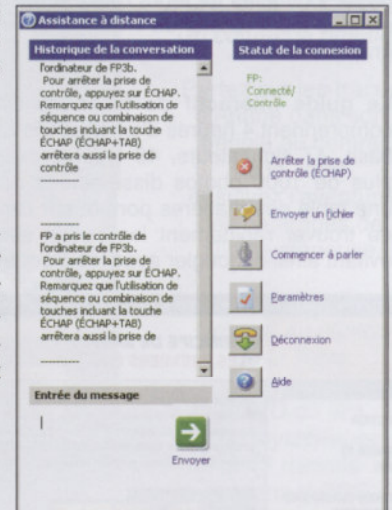 Assistance à distance
Historique de la conversation
l'ordinateur de FP3b.
Pour arrêter la prise de
contrôle, appuyez sur ÉCHAP.
Remarquez que l'utilisation de
séquence ou combinaison de
touches incluant la touche
ÉCHAP (ÉCHAP+TAB)
arrêtera aussi la prise de
contrôle
----------
----------
FP a pris le contrôle de
l'ordinateur de FP3b.
Pour arrêter la prise de
contrôle, appuyez sur ÉCHAP.
Remarquez que l'utilisation de
séquence ou combinaison de
touches incluant la touche
ÉCHAP (ÉCHAP+TAB)
arrêtera aussi la prise de
----------
Entrée du message
Envoyer
Statut de la connexion
FP:
Connecté/
Contrôle
Arrêter la prise de
contrôle (ÉCHAP)
Envoyer un fichier
Commencer à parler
Paramètres
Déconnexion
Aide